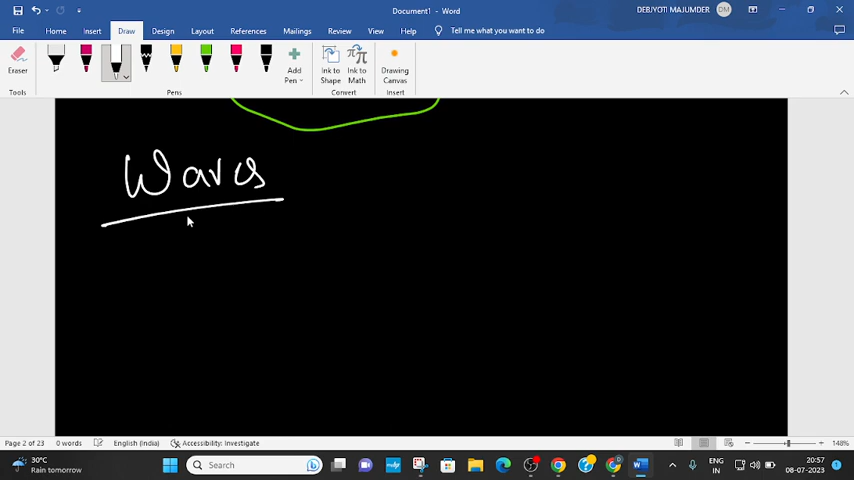 Document1 - Word
DEBJYOTI MAJUMDER
DM
File Home Insert Draw Design Layout References Mailings Review View Help Tell me what you want to do
Eraser
Add Pen
Ink to Shape
Ink to Math
Drawing Canvas
Tools
Pens
Convert
Insert
Waves
Page 2 of 23 0 words English (India) Accessibility: Investigate
148%
30°C
Rain tomorrow
Search
ENG
IN
20:57
08-07-2023
1